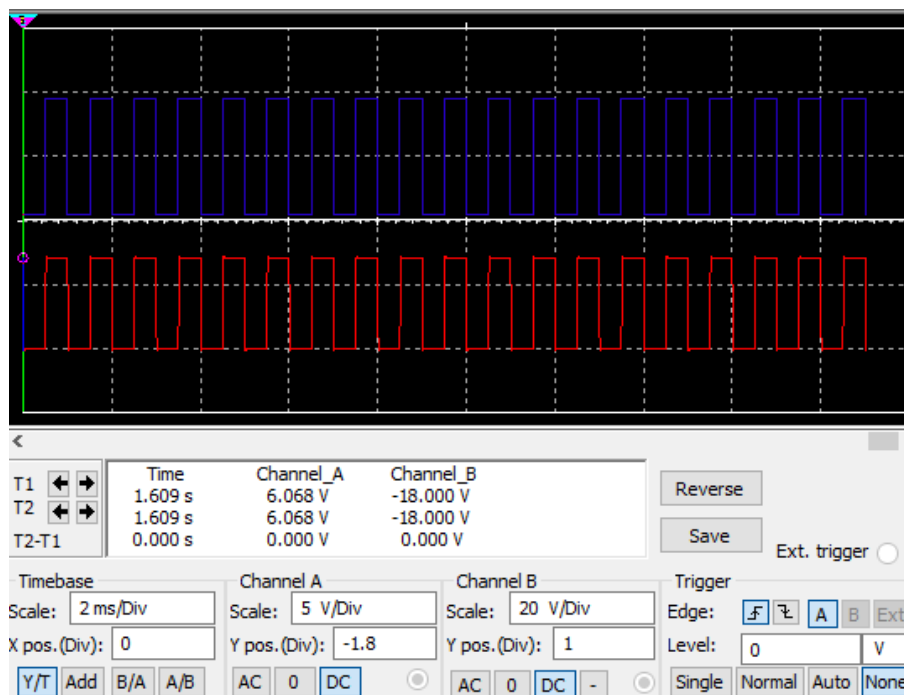 3
<
Time Channel_A Channel_B
T1 1.609 s 6.068 V -18.000 V
T2 1.609 s 6.068 V -18.000 V
T2-T1 0.000 s 0.000 V 0.000 V
Reverse
Save
Ext. trigger
Timebase
Scale: 2 ms/Div
X pos.(Div): 0
Y/T Add B/A A/B
Channel A
Scale: 5 V/Div
Y pos.(Div): -1.8
AC 0 DC
Channel B
Scale: 20 V/Div
Y pos.(Div): 1
AC 0 DC -
Trigger
Edge: A B Ext
Level: 0 V
Single Normal Auto None